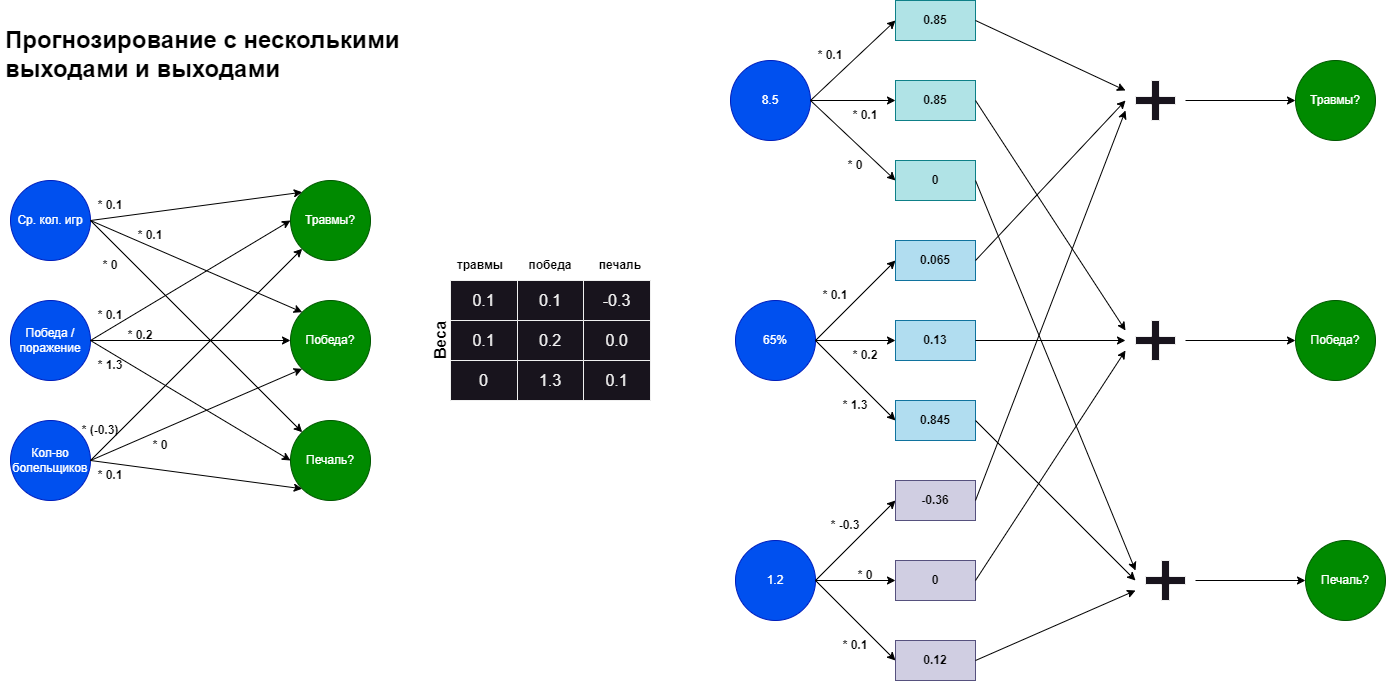 Прогнозирование с несколькими
выходами и выходами
Ср. кол. игр
* 0.1
* 0.1
* 0
Травмы?
Победа /
поражение
* 0.1
* 0.2
* 1.3
Победа?
Кол-во
болельщиков
* (-0.3)
* 0
* 0.1
Печаль?
травмы победа печаль
Веса
0.1 0.1 -0.3
0.1 0.2 0.0
0 1.3 0.1
8.5
* 0.1
* 0.1
* 0
0.85
0.85
0
Травмы?
65%
* 0.1
* 0.2
* 1.3
0.065
0.13
0.845
Победа?
1.2
* -0.3
* 0
* 0.1
-0.36
0
0.12
Печаль?